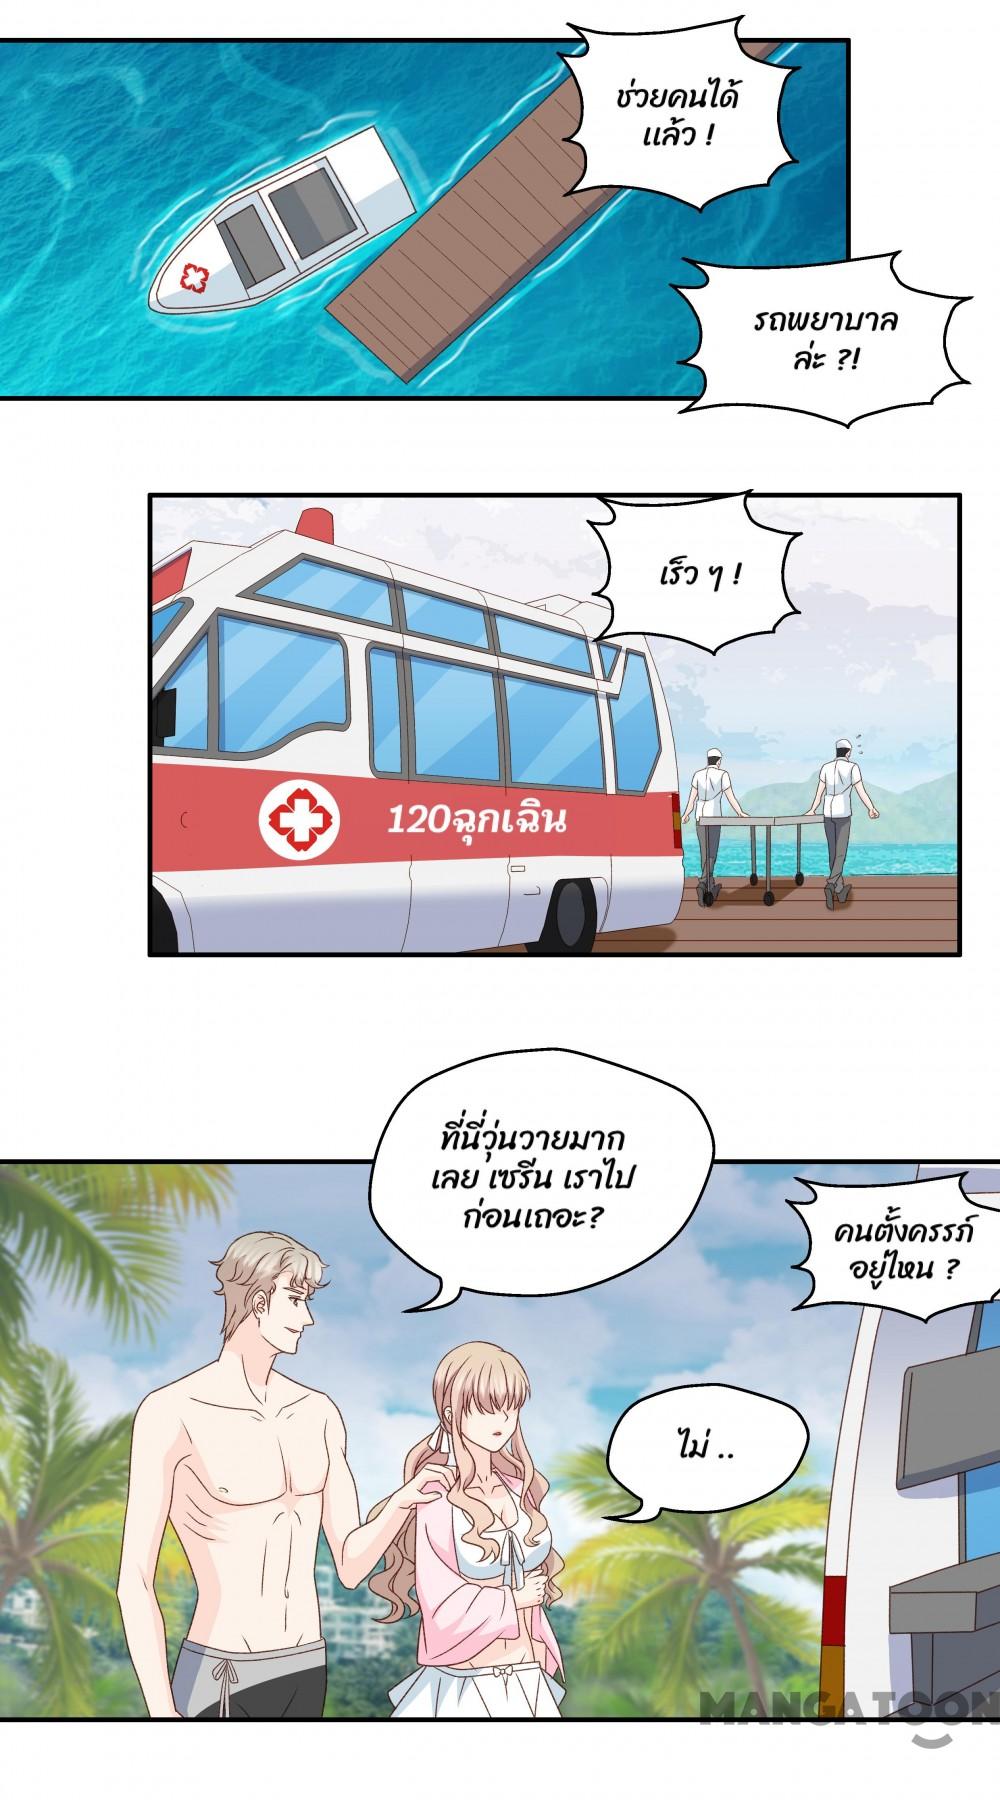 ช่วยคนได้
แล้ว !
รถพยาบาล
ล่ะ ?!
เร็ว ๆ !
120ฉุกเฉิน
ที่นี่วุ่นวายมาก
เลย เซรีน เราไป
ก่อนเถอะ?
คนตั้งครรภ์
อยู่ไหน ?
ไม่ ..
MANGATOON